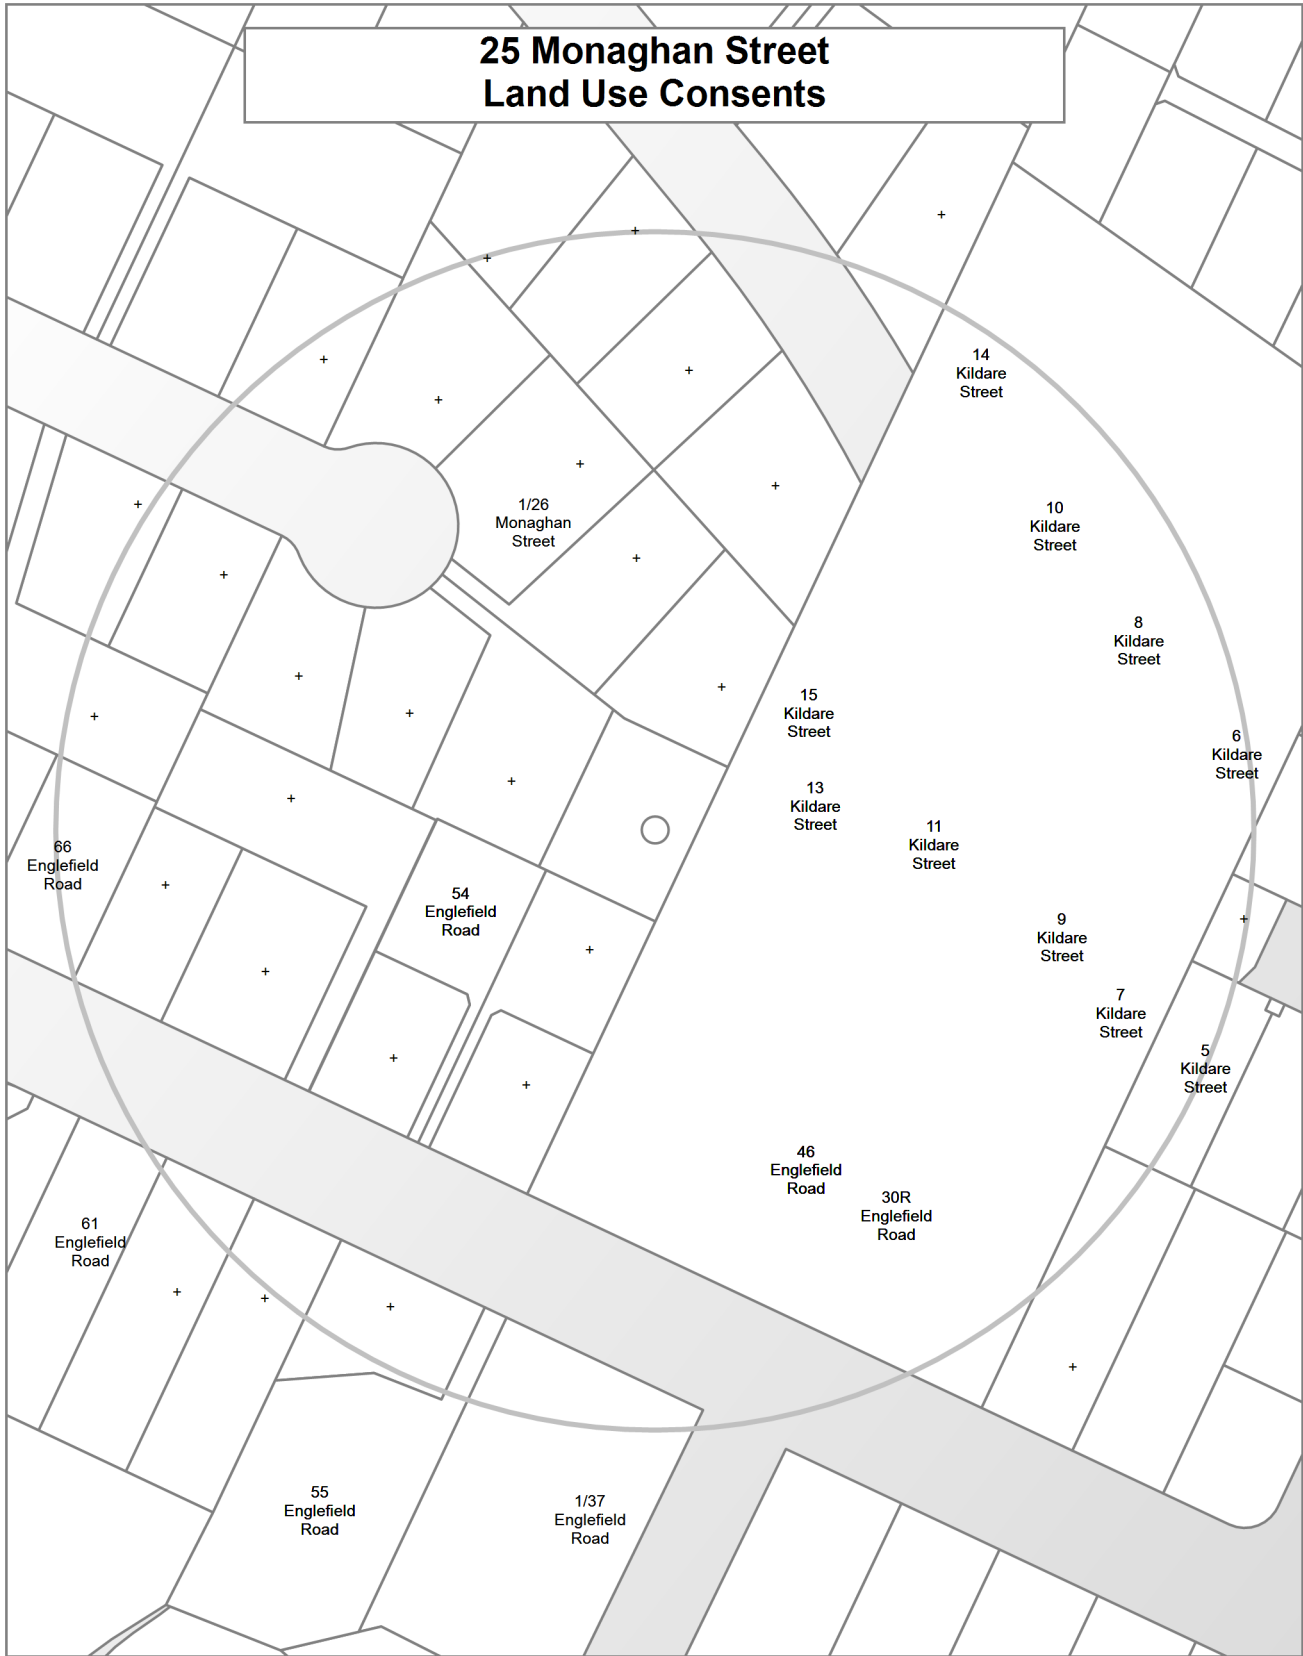 25 Monaghan Street
Land Use Consents
14
Kildare
Street
1/26
Monaghan
Street
10
Kildare
Street
8
Kildare
Street
15
Kildare
Street
6
Kildare
Street
13
Kildare
Street
11
Kildare
Street
66
Englefield
Road
54
Englefield
Road
9
Kildare
Street
7
Kildare
Street
5
Kildare
Street
46
Englefield
Road
30R
Englefield
Road
61
Englefield
Road
55
Englefield
Road
1/37
Englefield
Road